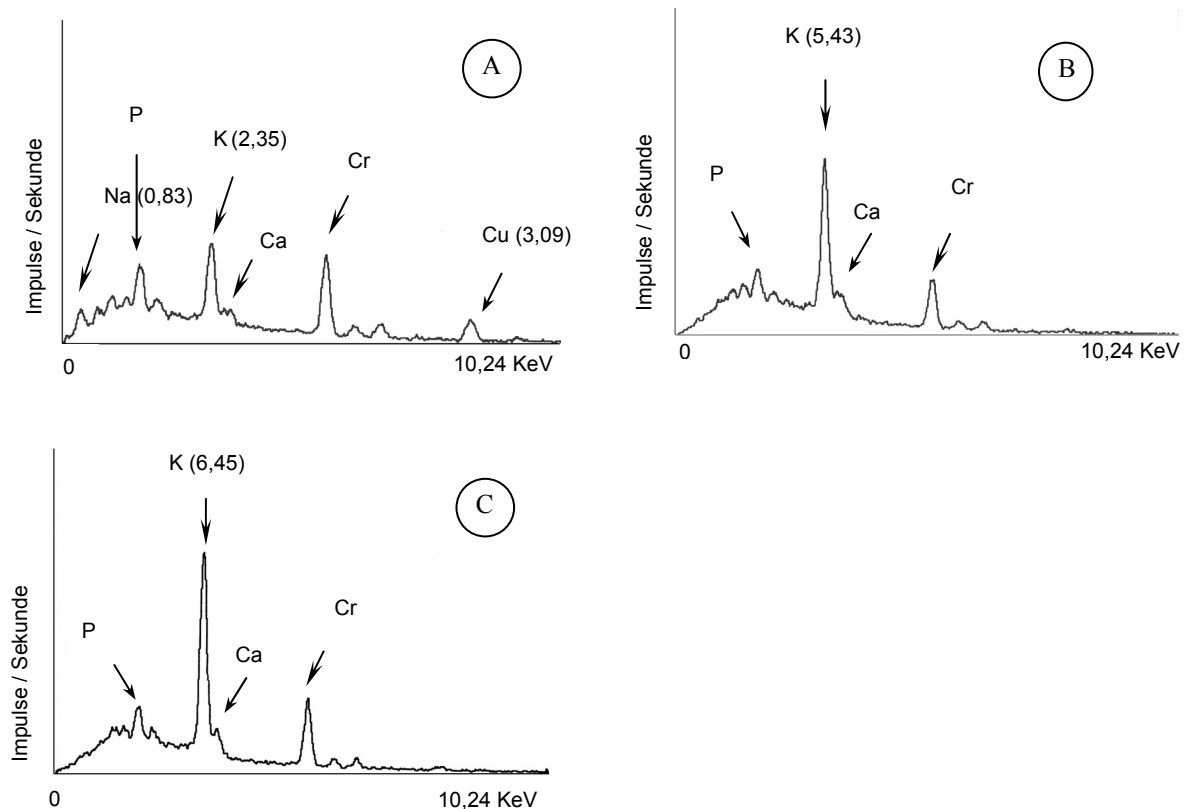 A
P
K (2,35)
Cr
Na (0,83)
Ca
Cu (3,09)
Impulse / Sekunde
0
10,24 KeV
B
K (5,43)
P
Cr
Ca
Impulse / Sekunde
0
10,24 KeV
C
K (6,45)
Cr
P
Ca
Impulse / Sekunde
0
10,24 KeV